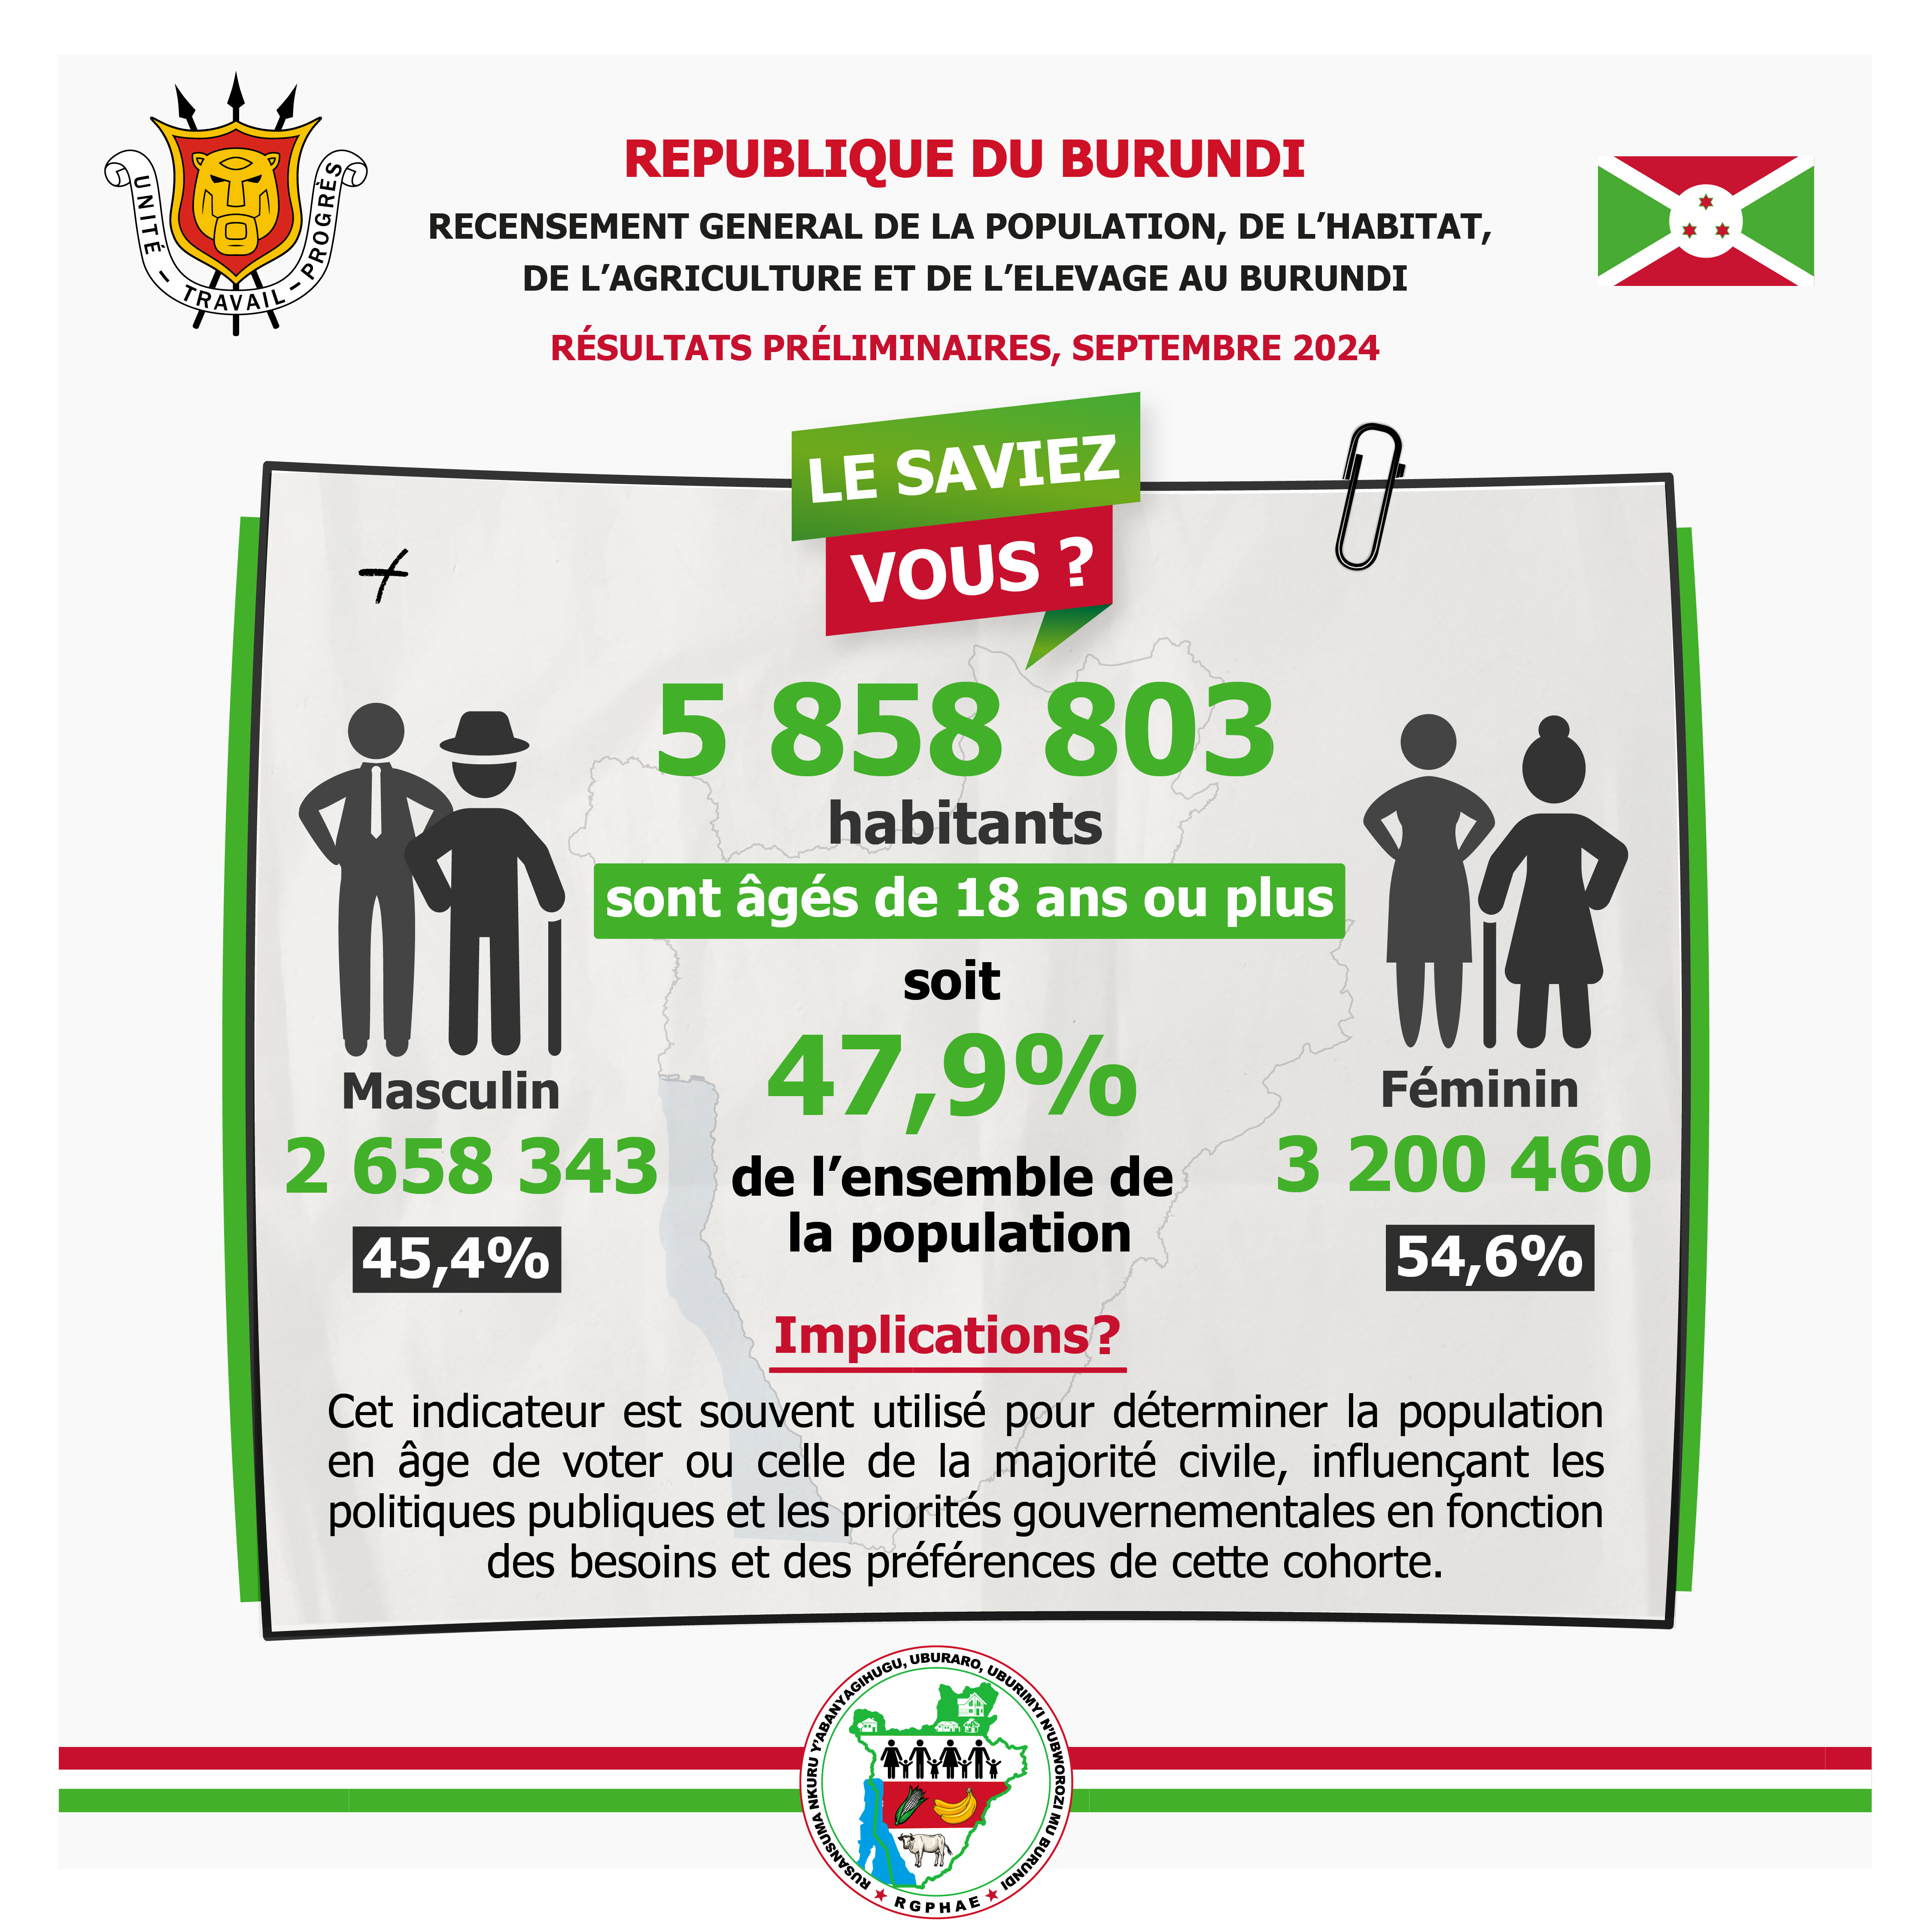 UNITÉ – TRAVAIL – PROGRÈS
REPUBLIQUE DU BURUNDI
RECENSEMENT GENERAL DE LA POPULATION, DE L’HABITAT,
DE L’AGRICULTURE ET DE L’ELEVAGE AU BURUNDI
RÉSULTATS PRÉLIMINAIRES, SEPTEMBRE 2024
LE SAVIEZ
VOUS ?
5 858 803
habitants
sont âgés de 18 ans ou plus
soit
47,9%
de l’ensemble de
la population
Masculin
2 658 343
45,4%
Féminin
3 200 460
54,6%
Implications?
Cet indicateur est souvent utilisé pour déterminer la population
en âge de voter ou celle de la majorité civile, influençant les
politiques publiques et les priorités gouvernementales en fonction
des besoins et des préférences de cette cohorte.
RUSANSUMA NKURU Y'ABANYAGIHUGU, UBURARO, UBURIMYI N'UBWOROZI MU BURUNDI
RGPHAE